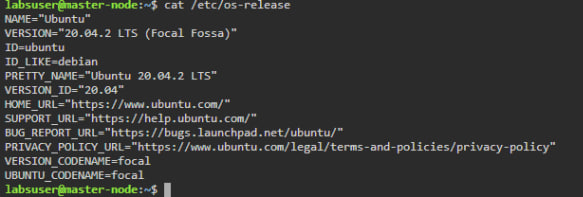 labsuser@master-node:~$ cat /etc/os-release
NAME="Ubuntu"
VERSION="20.04.2 LTS (Focal Fossa)"
ID=ubuntu
ID_LIKE=debian
PRETTY_NAME="Ubuntu 20.04.2 LTS"
VERSION_ID="20.04"
HOME_URL="https://www.ubuntu.com/"
SUPPORT_URL="https://help.ubuntu.com/"
BUG_REPORT_URL="https://bugs.launchpad.net/ubuntu/"
PRIVACY_POLICY_URL="https://www.ubuntu.com/legal/terms-and-policies/privacy-policy"
VERSION_CODENAME=focal
UBUNTU_CODENAME=focal
labsuser@master-node:~$